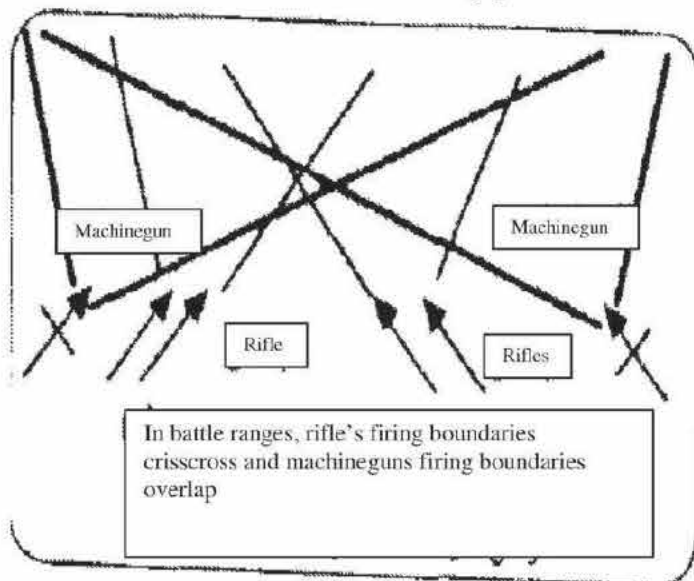 Machinegun
Machinegun
Rifle
Rifles
In battle ranges, rifle's firing boundaries
crisscross and machineguns firing boundaries
overlap